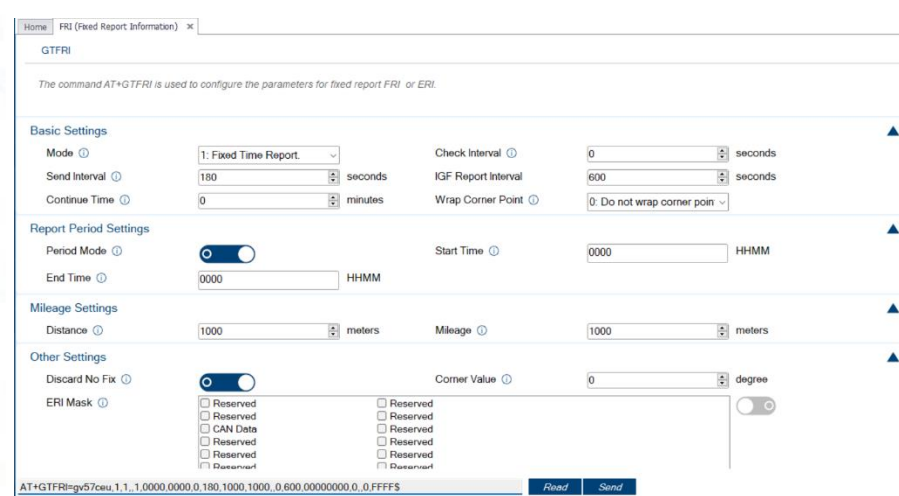 Home FRI (Fixed Report Information) ×
GTFRI
The command AT+GTFRI is used to configure the parameters for fixed report FRI or ERI.
Basic Settings
Mode 1: Fixed Time Report. Check Interval 0 seconds
Send Interval 180 seconds IGF Report Interval 600 seconds
Continue Time 0 minutes Wrap Corner Point 0: Do not wrap corner poin
Report Period Settings
Period Mode Start Time 0000 HHMM
End Time 0000 HHMM
Mileage Settings
Distance 1000 meters Mileage 1000 meters
Other Settings
Discard No Fix Corner Value 0 degree
ERI Mask Reserved Reserved
Reserved Reserved
CAN Data Reserved
Reserved Reserved
Reserved Reserved
Reserved Reserved
AT+GTFRI=gv57ceu,1,1,,1,0000,0000,0,180,1000,1000,,0,600,00000000,0,,0,FFFF$ Read Send